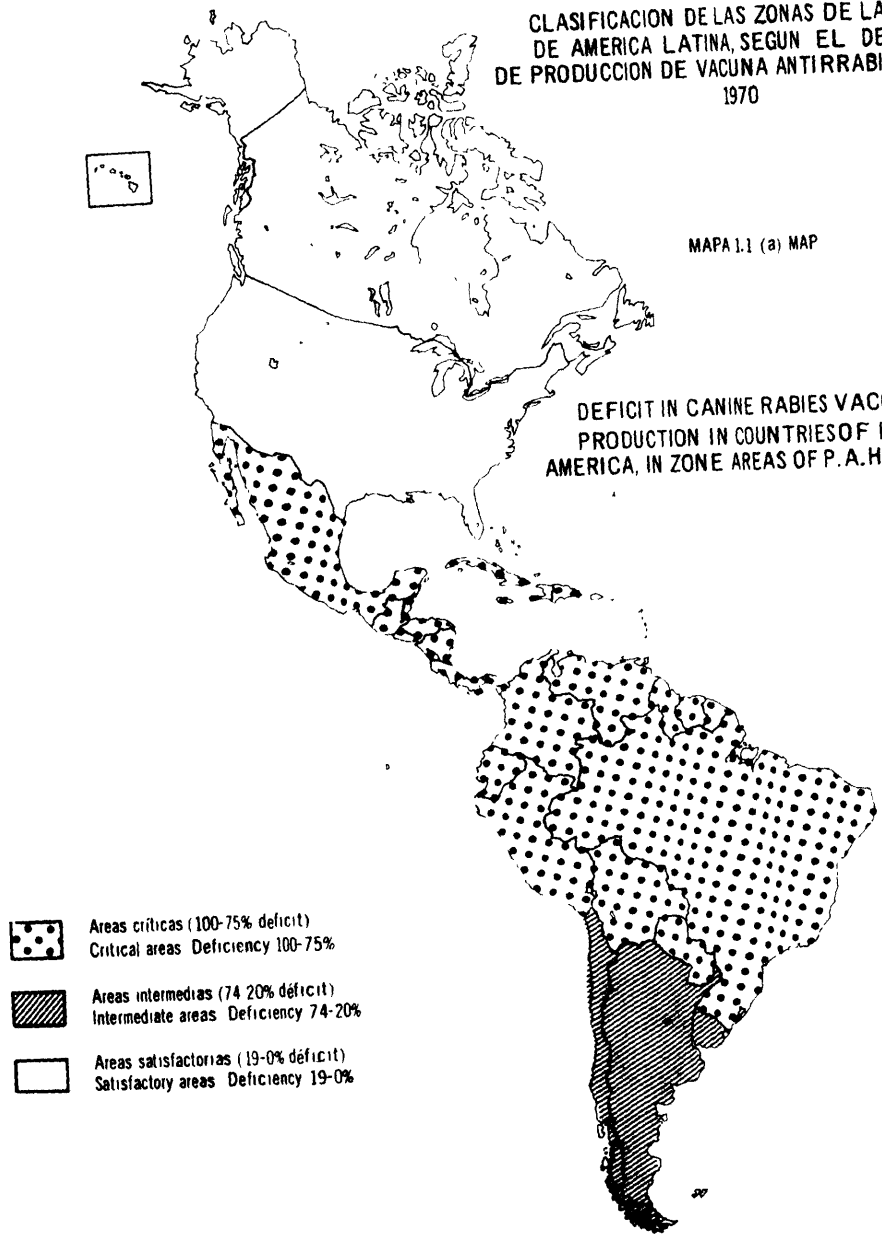 CLASIFICACION DE LAS ZONAS DE LA
DE AMERICA LATINA, SEGUN EL DE
DE PRODUCCION DE VACUNA ANTIRRABI
1970
MAPA 1.1 (a) MAP
DEFICIT IN CANINE RABIES VAC
PRODUCTION IN COUNTRIES OF
AMERICA, IN ZONE AREAS OF P.A.H
Areas críticas (100-75% deficit)
Critical areas Deficiency 100-75%
Areas intermedias (74 20% déficit)
Intermediate areas Deficiency 74-20%
Areas satisfactorias (19-0% déficit)
Satisfactory areas Deficiency 19-0%